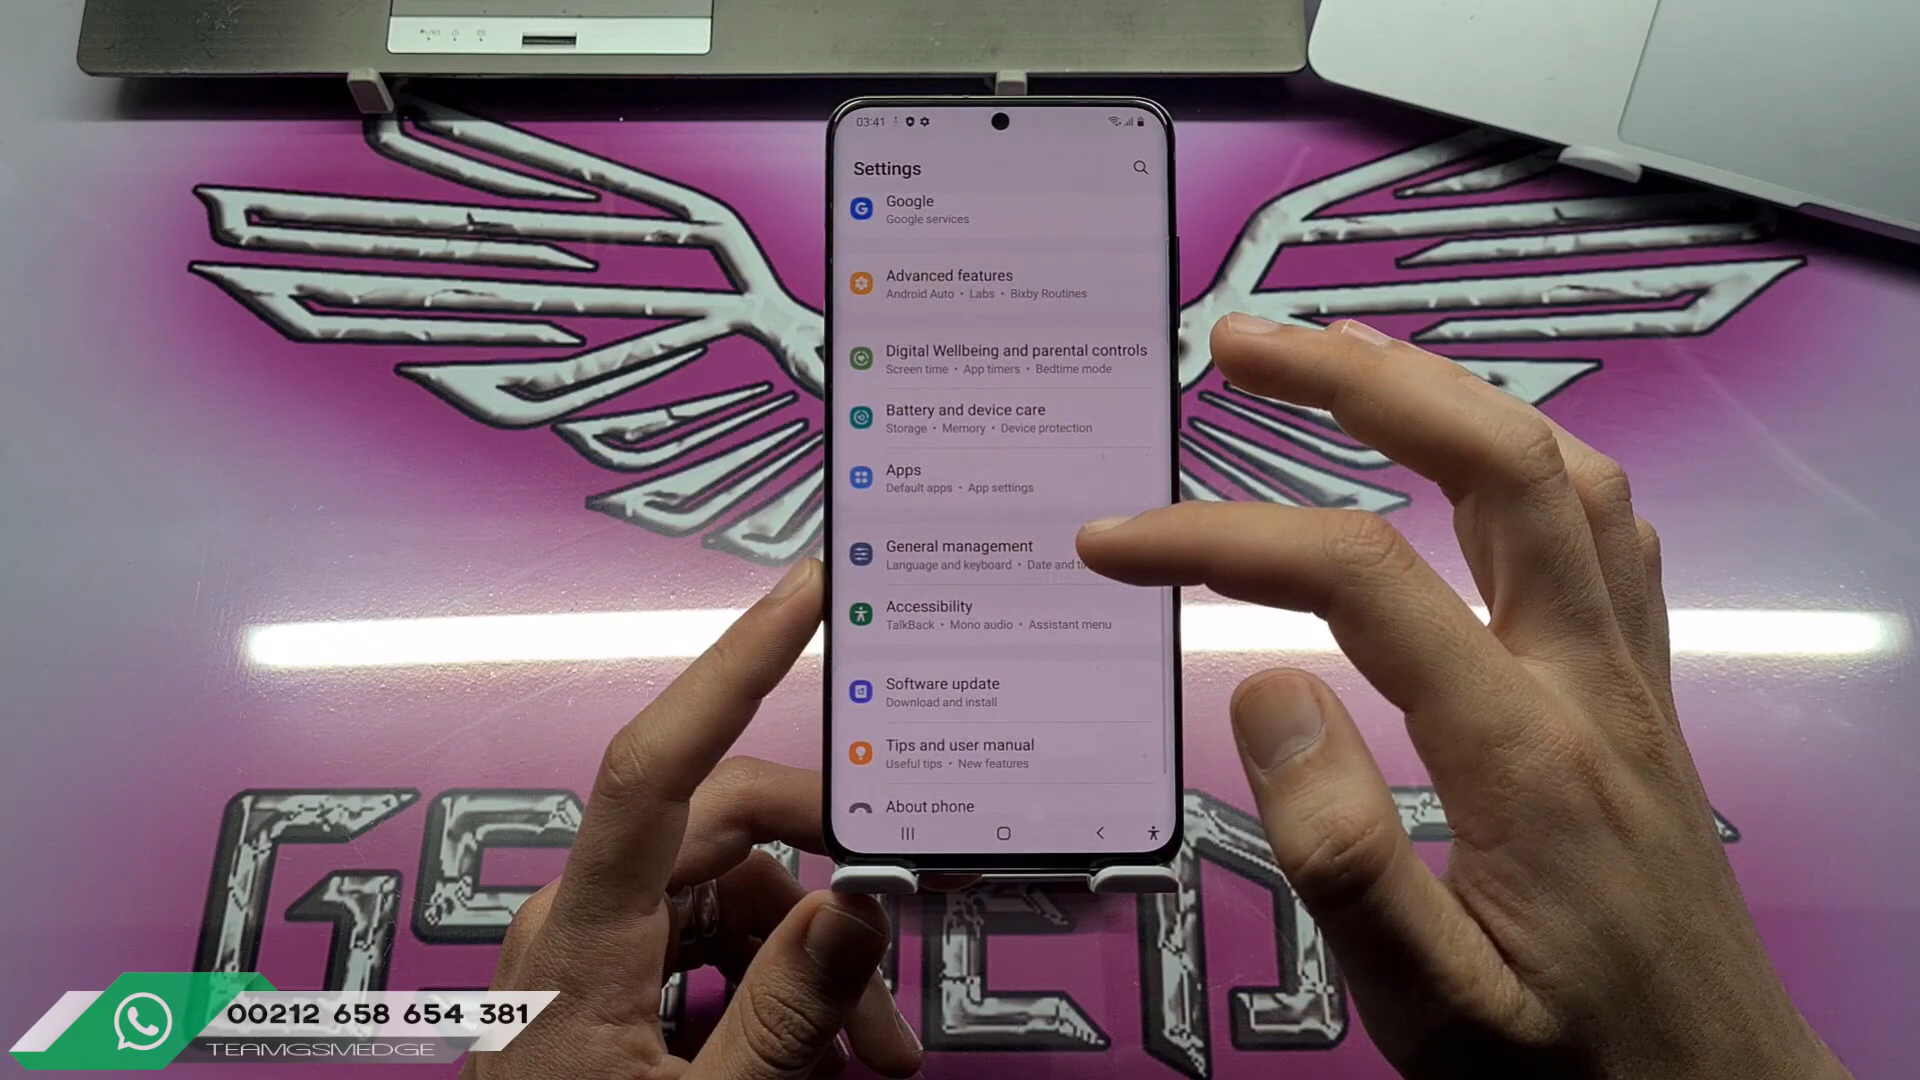 03:41
Settings
Google
Google services
Advanced features
Android Auto • Labs • Bixby Routines
Digital Wellbeing and parental controls
Screen time • App timers • Bedtime mode
Battery and device care
Storage • Memory • Device protection
Apps
Default apps • App settings
General management
Language and keyboard • Date and
Accessibility
TalkBack • Mono audio • Assistant menu
Software update
Download and install
Tips and user manual
Useful tips • New features
About phone
00212 658 654 381
TEAMGSMEDGE